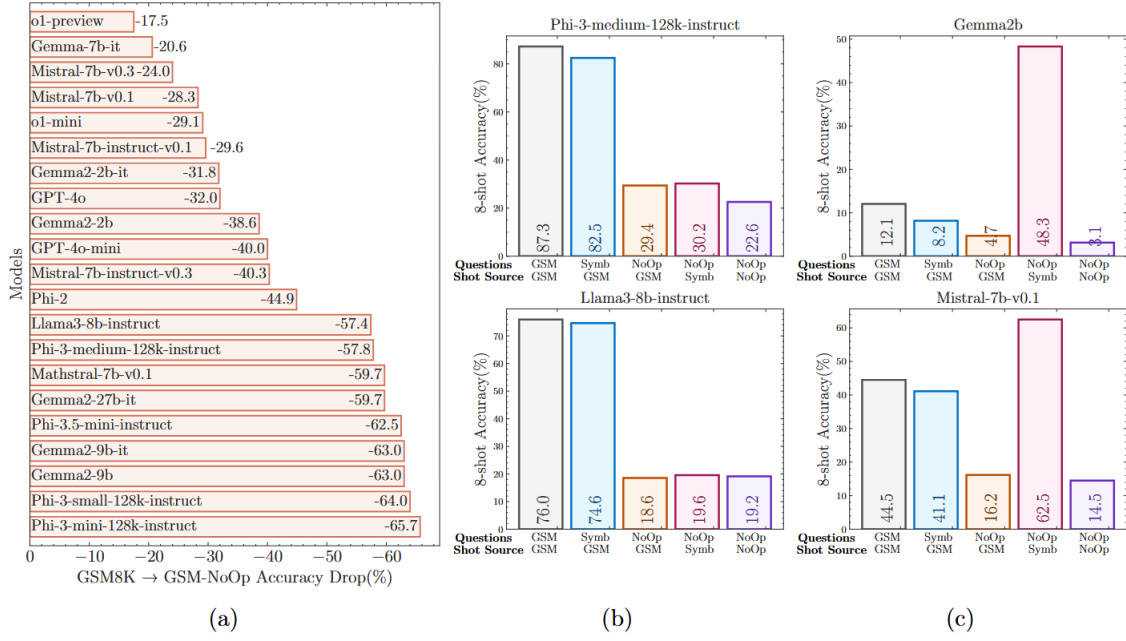 Models
o1-preview -17.5
Gemma-7b-it -20.6
Mistral-7b-v0.3 -24.0
Mistral-7b-v0.1 -28.3
o1-mini -29.1
Mistral-7b-instruct-v0.1 -29.6
Gemma2-2b-it -31.8
GPT-4o -32.0
Gemma2-2b -38.6
GPT-4o-mini -40.0
Mistral-7b-instruct-v0.3 -40.3
Phi-2 -44.9
Llama3-8b-instruct -57.4
Phi-3-medium-128k-instruct -57.8
Mathstral-7b-v0.1 -59.7
Gemma2-27b-it -59.7
Phi-3.5-mini-instruct -62.5
Gemma2-9b-it -63.0
Gemma2-9b -63.0
Phi-3-small-128k-instruct -64.0
Phi-3-mini-128k-instruct -65.7
0 −10 −20 −30 −40 −50 −60
GSM8K → GSM-NoOp Accuracy Drop(%)
(a)
Phi-3-medium-128k-instruct
8-shot Accuracy(%)
80
60
40
20
0
87.3 82.5 29.4 30.2 22.6
Questions GSM Symb NoOp NoOp NoOp
Shot Source GSM GSM GSM Symb NoOp
Llama3-8b-instruct
8-shot Accuracy(%)
70
60
50
40
30
20
10
0
76.0 74.6 18.6 19.6 19.2
Questions GSM Symb NoOp NoOp NoOp
Shot Source GSM GSM GSM Symb NoOp
(b)
Gemma2b
8-shot Accuracy(%)
50
40
30
20
10
0
12.1 8.2 4.7 48.3 3.1
Questions GSM Symb NoOp NoOp NoOp
Shot Source GSM GSM GSM Symb NoOp
Mistral-7b-v0.1
8-shot Accuracy(%)
60
50
40
30
20
10
0
44.5 41.1 16.2 62.5 14.5
Questions GSM Symb NoOp NoOp NoOp
Shot Source GSM GSM GSM Symb NoOp
(c)